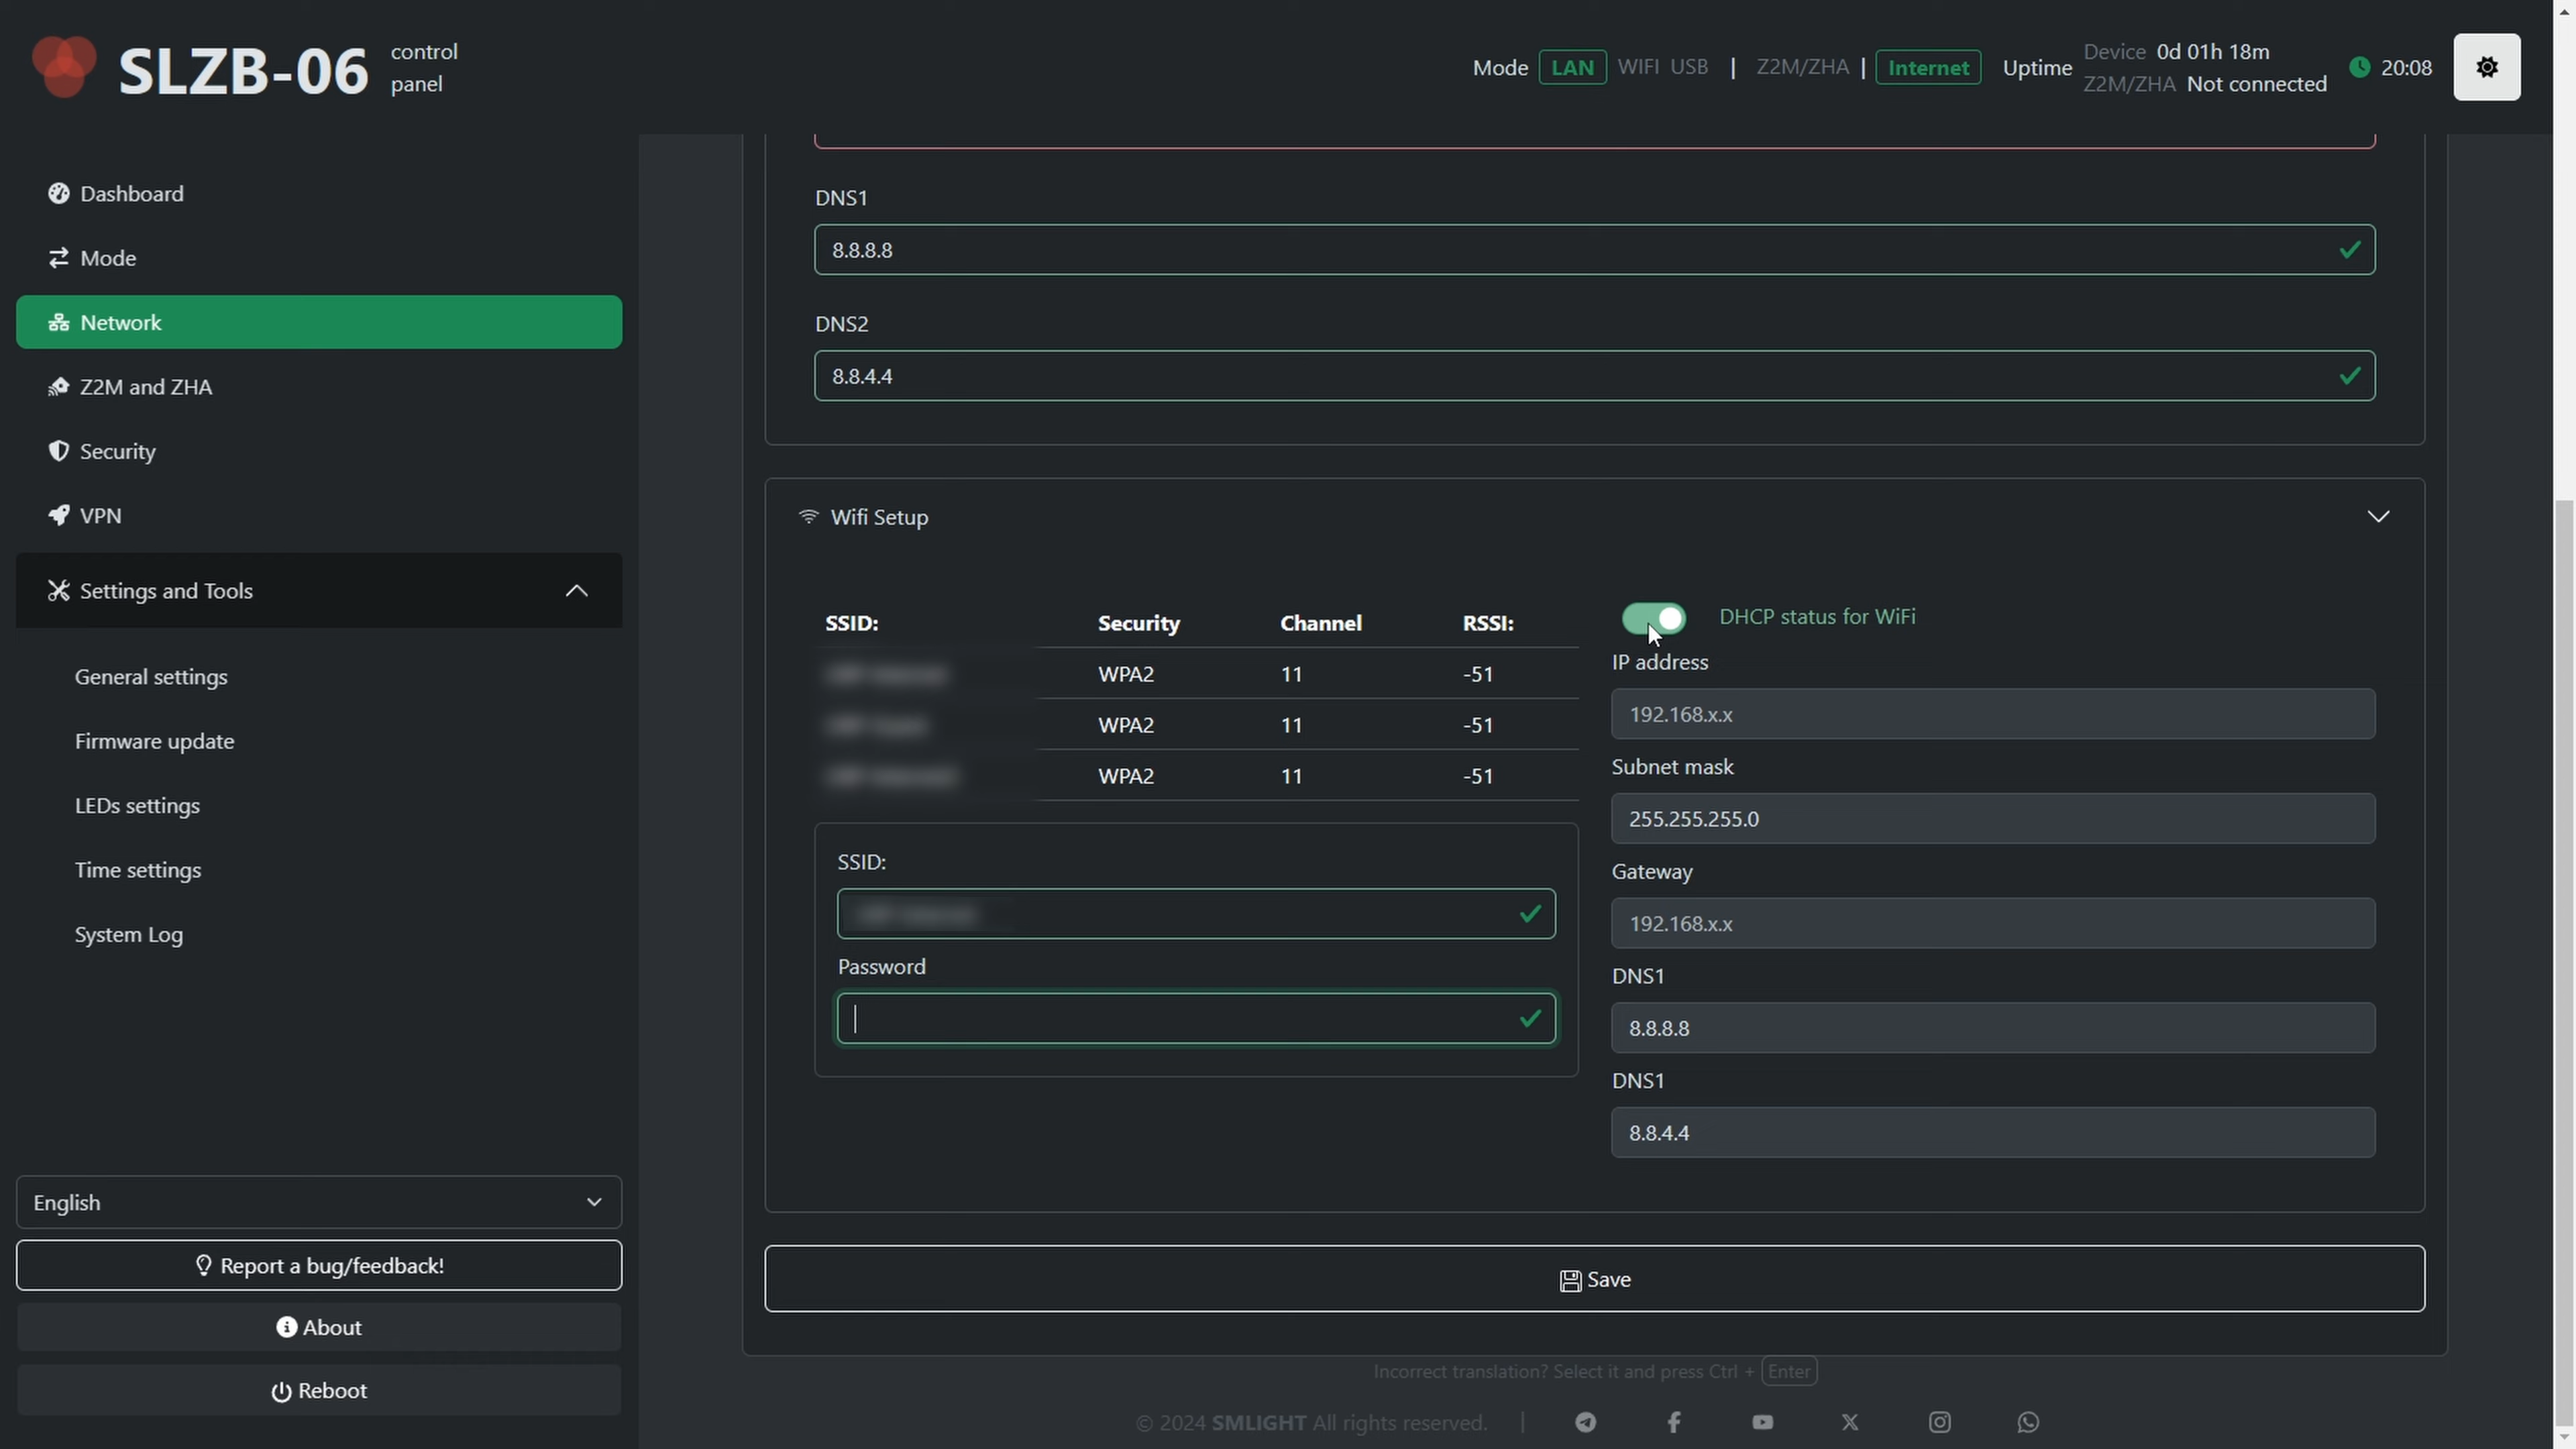 SLZB-06 control panel
Mode LAN WIFI USB | Z2M/ZHA | Internet Uptime Device 0d 01h 18m Z2M/ZHA Not connected 20:08
Dashboard
Mode
Network
Z2M and ZHA
Security
VPN
Settings and Tools
General settings
Firmware update
LEDs settings
Time settings
System Log
English
Report a bug/feedback!
About
Reboot
DNS1
8.8.8.8
DNS2
8.8.4.4
Wifi Setup
SSID: Security Channel RSSI:
WPA2 11 -51
WPA2 11 -51
WPA2 11 -51
SSID:
Password
DHCP status for WiFi
IP address
192.168.x.x
Subnet mask
255.255.255.0
Gateway
192.168.x.x
DNS1
8.8.8.8
DNS1
8.8.4.4
Save
Incorrect translation? Select it and press Ctrl + Enter
© 2024 SMLIGHT All rights reserved. |